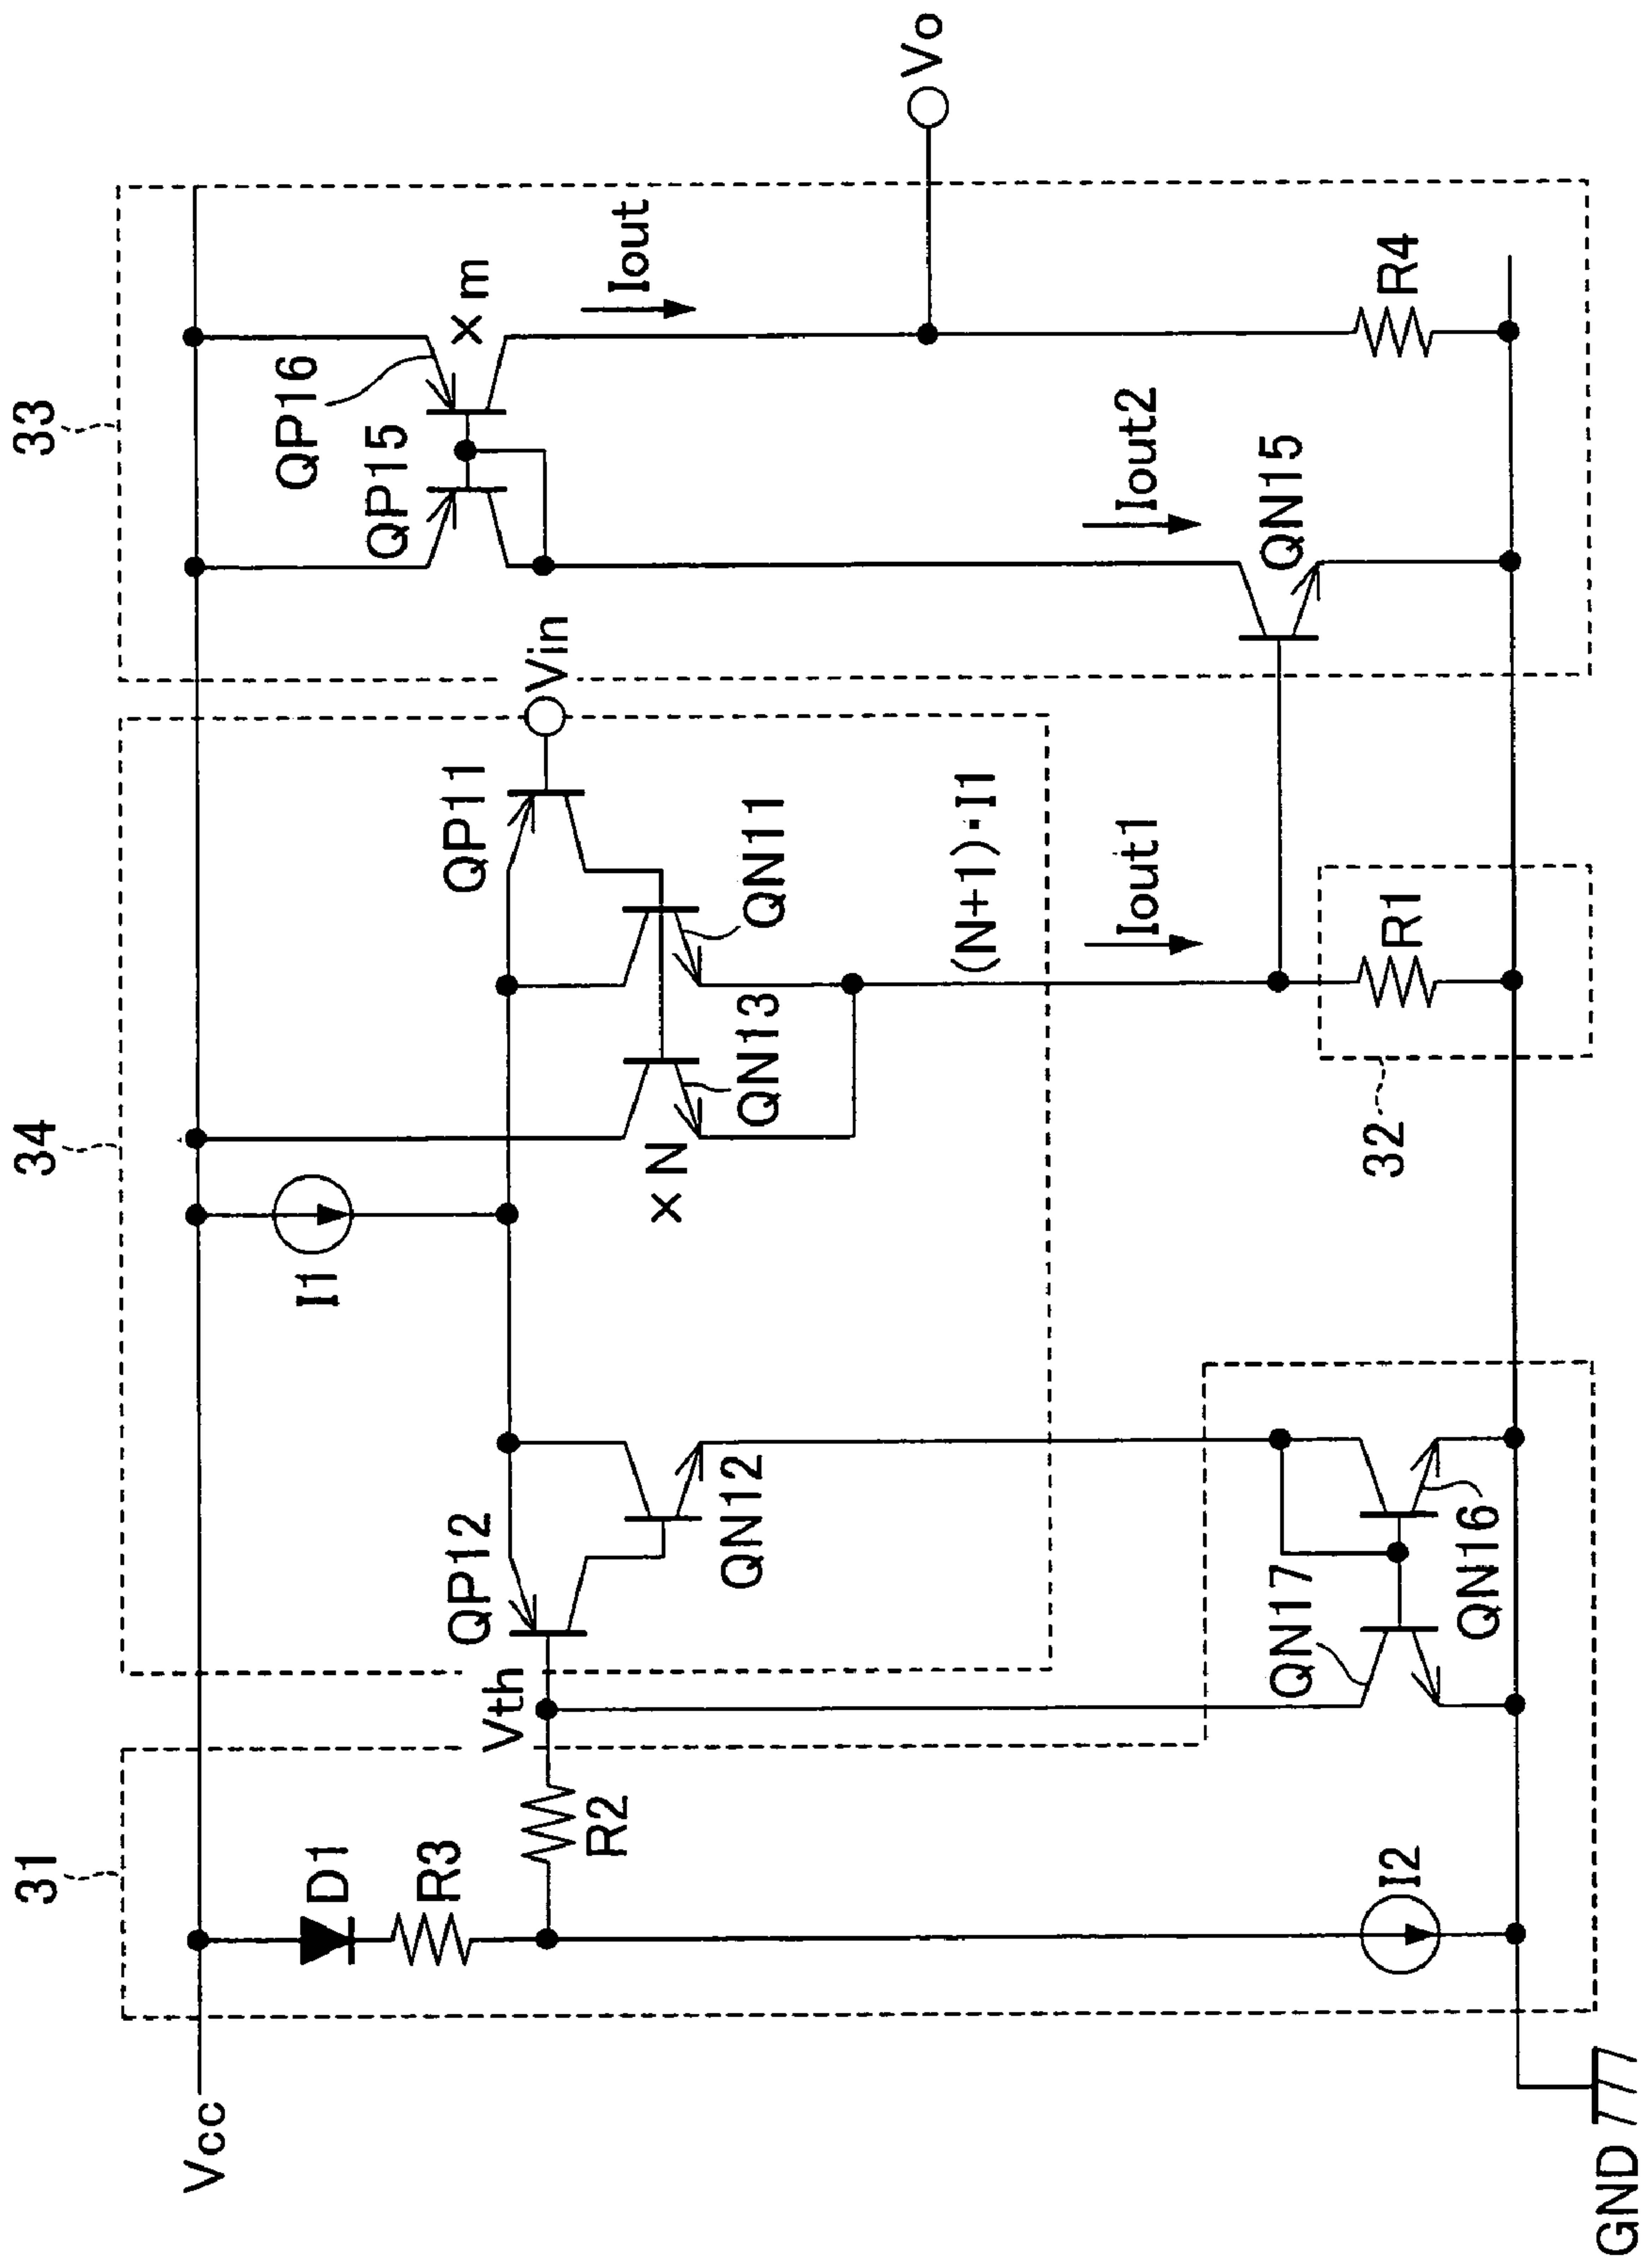 31
34
33
Vcc
D1
R3
R2
Vth
I2
GND
QP12
QN12
QN17
QN16
I1
×N
QN13
QN11
QP11
Vin
(N+1)·I1
Iout1
32
R1
QP15
QP16
×m
Iout
Iout2
QN15
R4
Vo